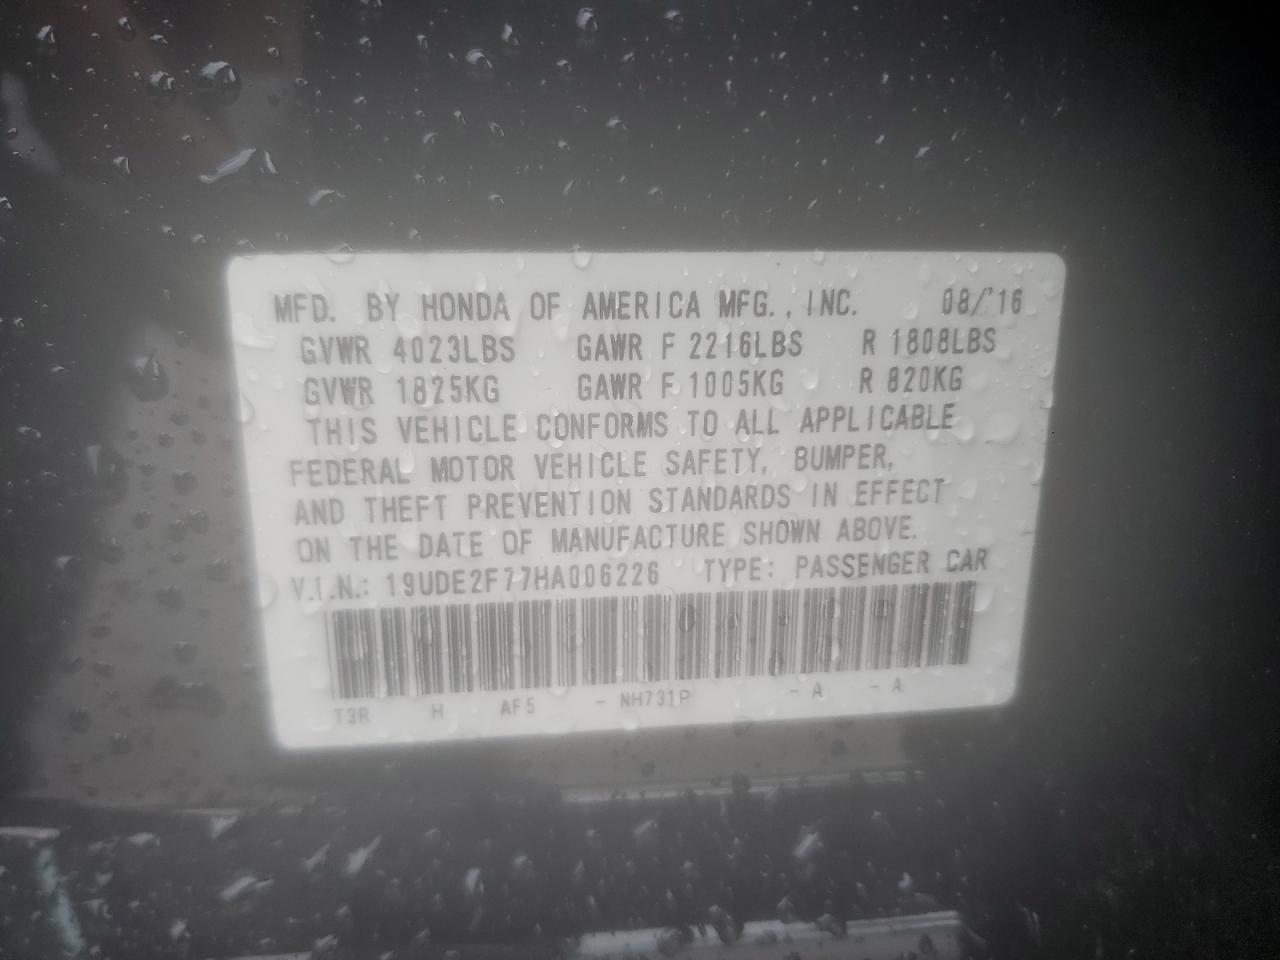 MFD. BY HONDA OF AMERICA MFG., INC. 08/'16
GVWR 4023LBS GAWR F 2216LBS R 1808LBS
GVWR 1825KG GAWR F 1005KG R 820KG
THIS VEHICLE CONFORMS TO ALL APPLICABLE
FEDERAL MOTOR VEHICLE SAFETY, BUMPER,
AND THEFT PREVENTION STANDARDS IN EFFECT
ON THE DATE OF MANUFACTURE SHOWN ABOVE.
V.I.N.: 19UDE2F77HA006226 TYPE: PASSENGER CAR
T3R H AF5 - NH731P - A - A